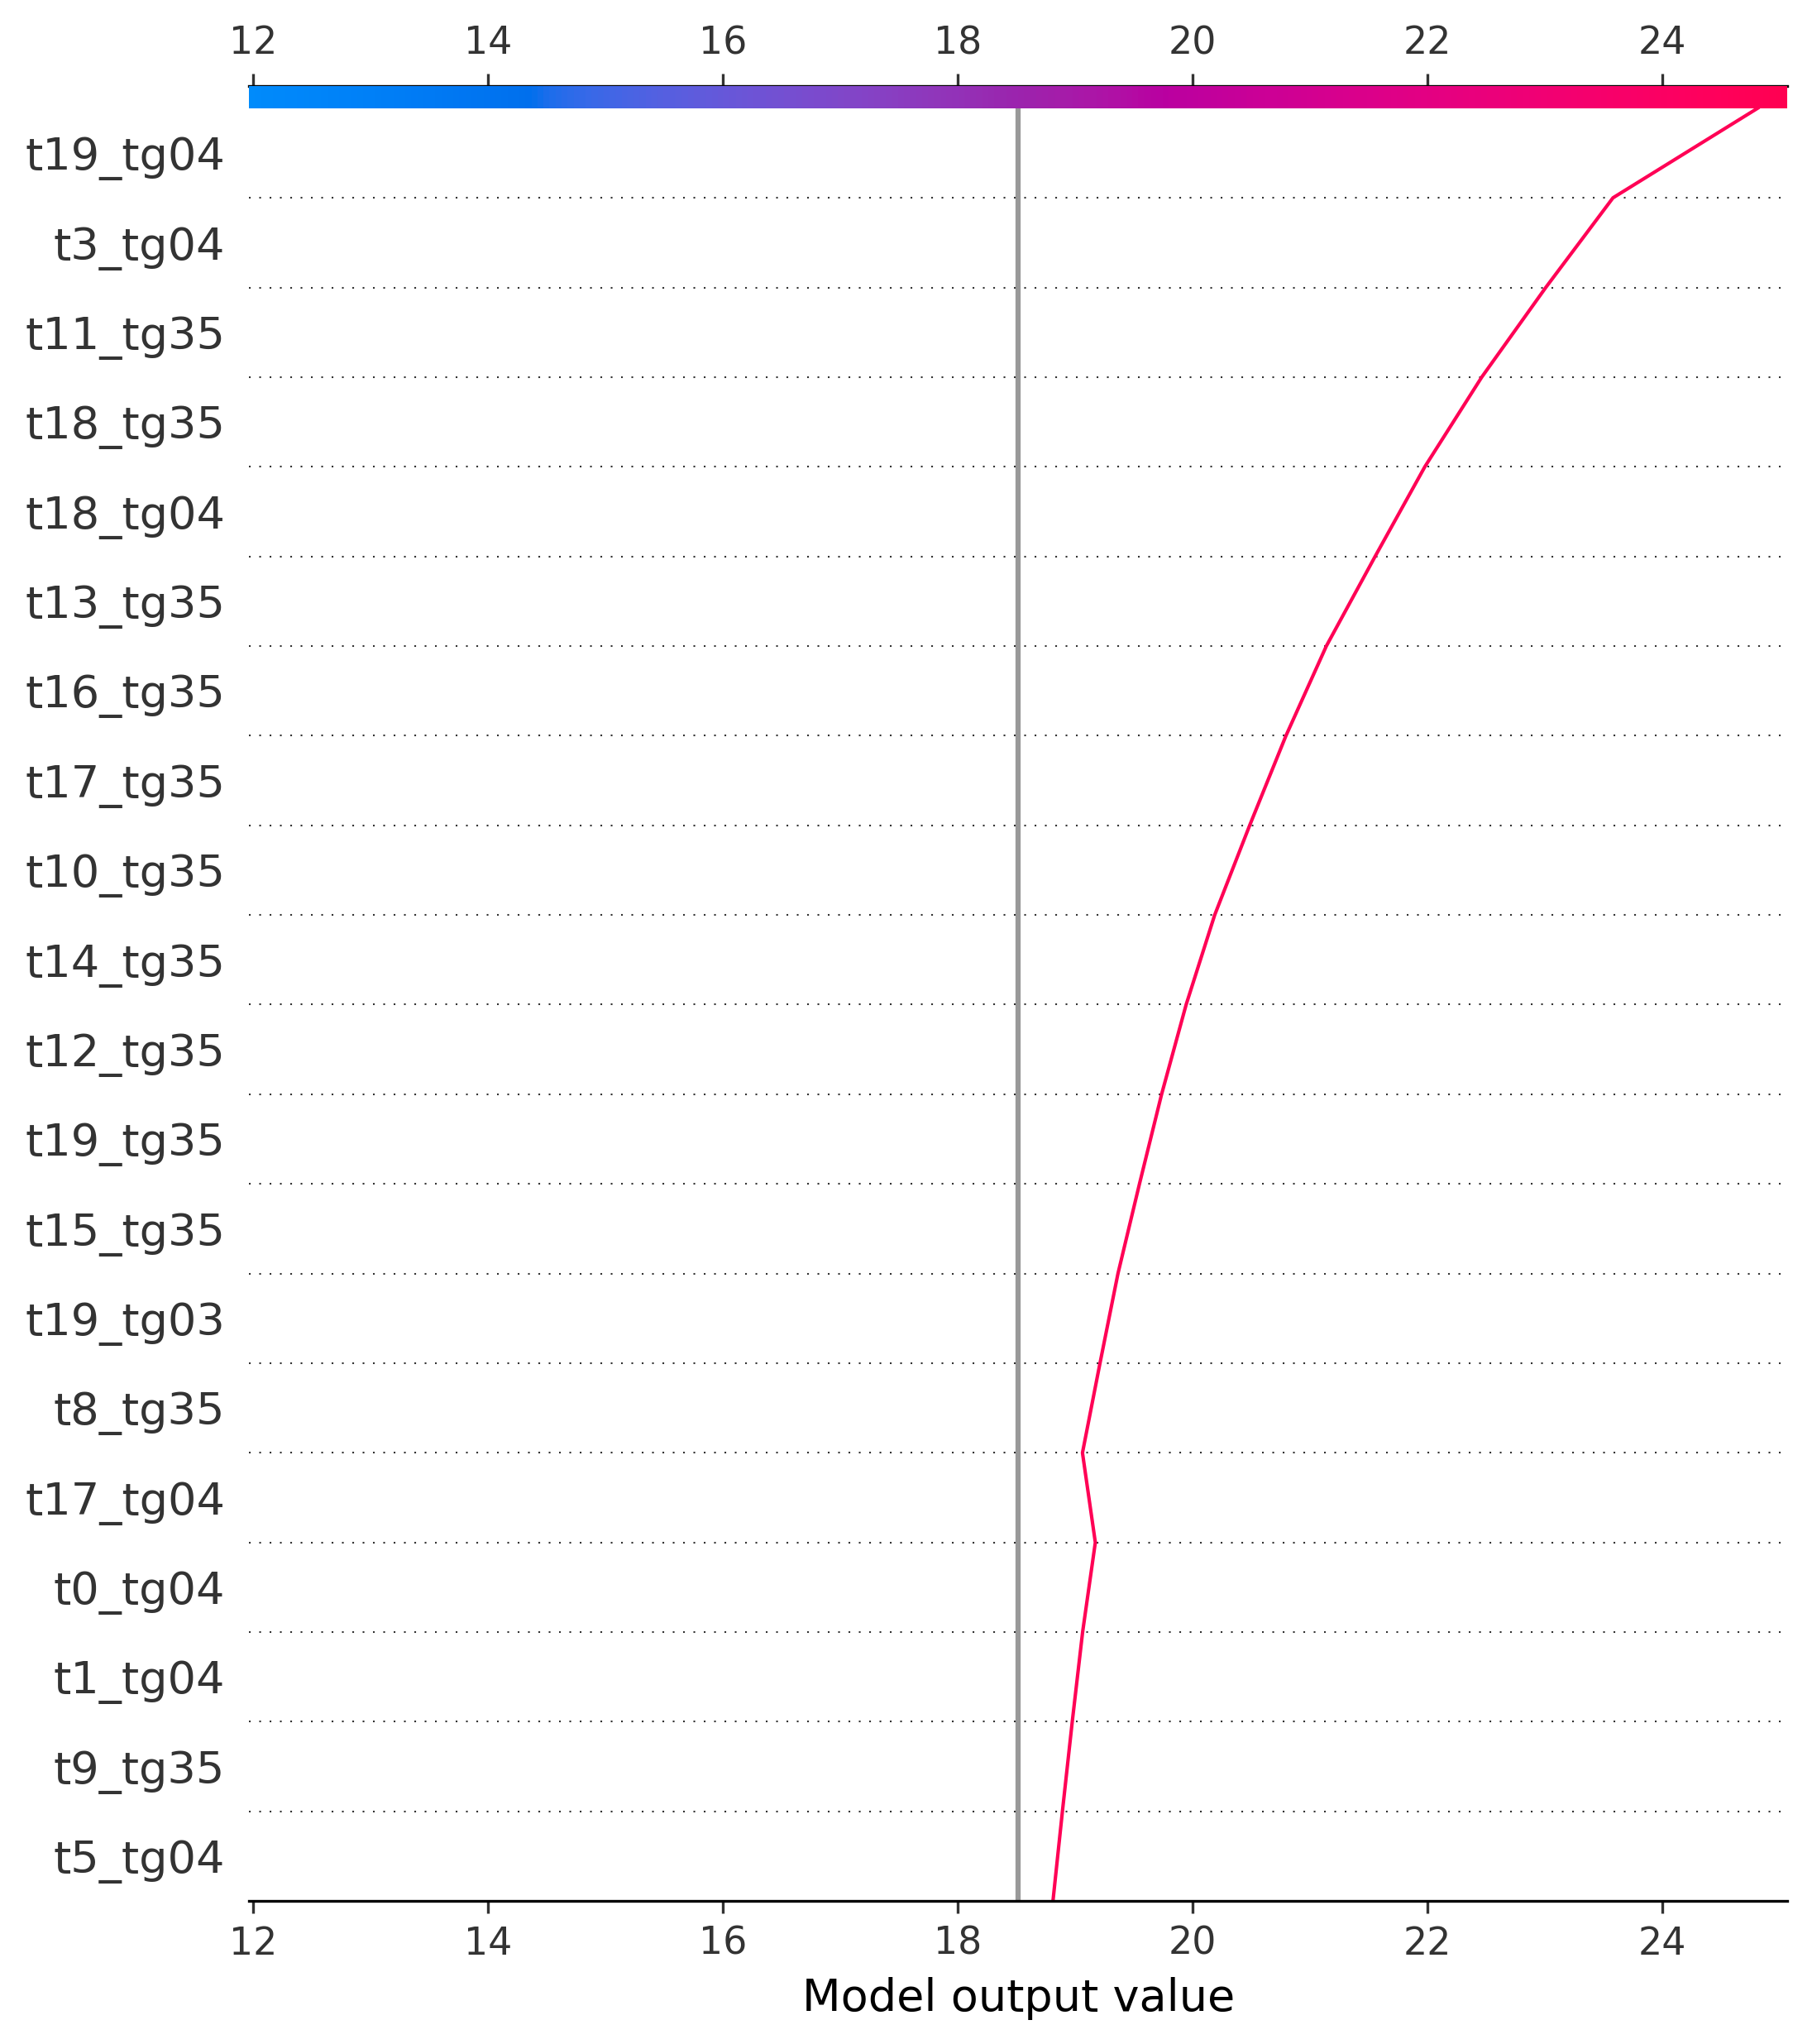 12 14 16 18 20 22 24
t19_tg04
t3_tg04
t11_tg35
t18_tg35
t18_tg04
t13_tg35
t16_tg35
t17_tg35
t10_tg35
t14_tg35
t12_tg35
t19_tg35
t15_tg35
t19_tg03
t8_tg35
t17_tg04
t0_tg04
t1_tg04
t9_tg35
t5_tg04
12 14 16 18 20 22 24
Model output value